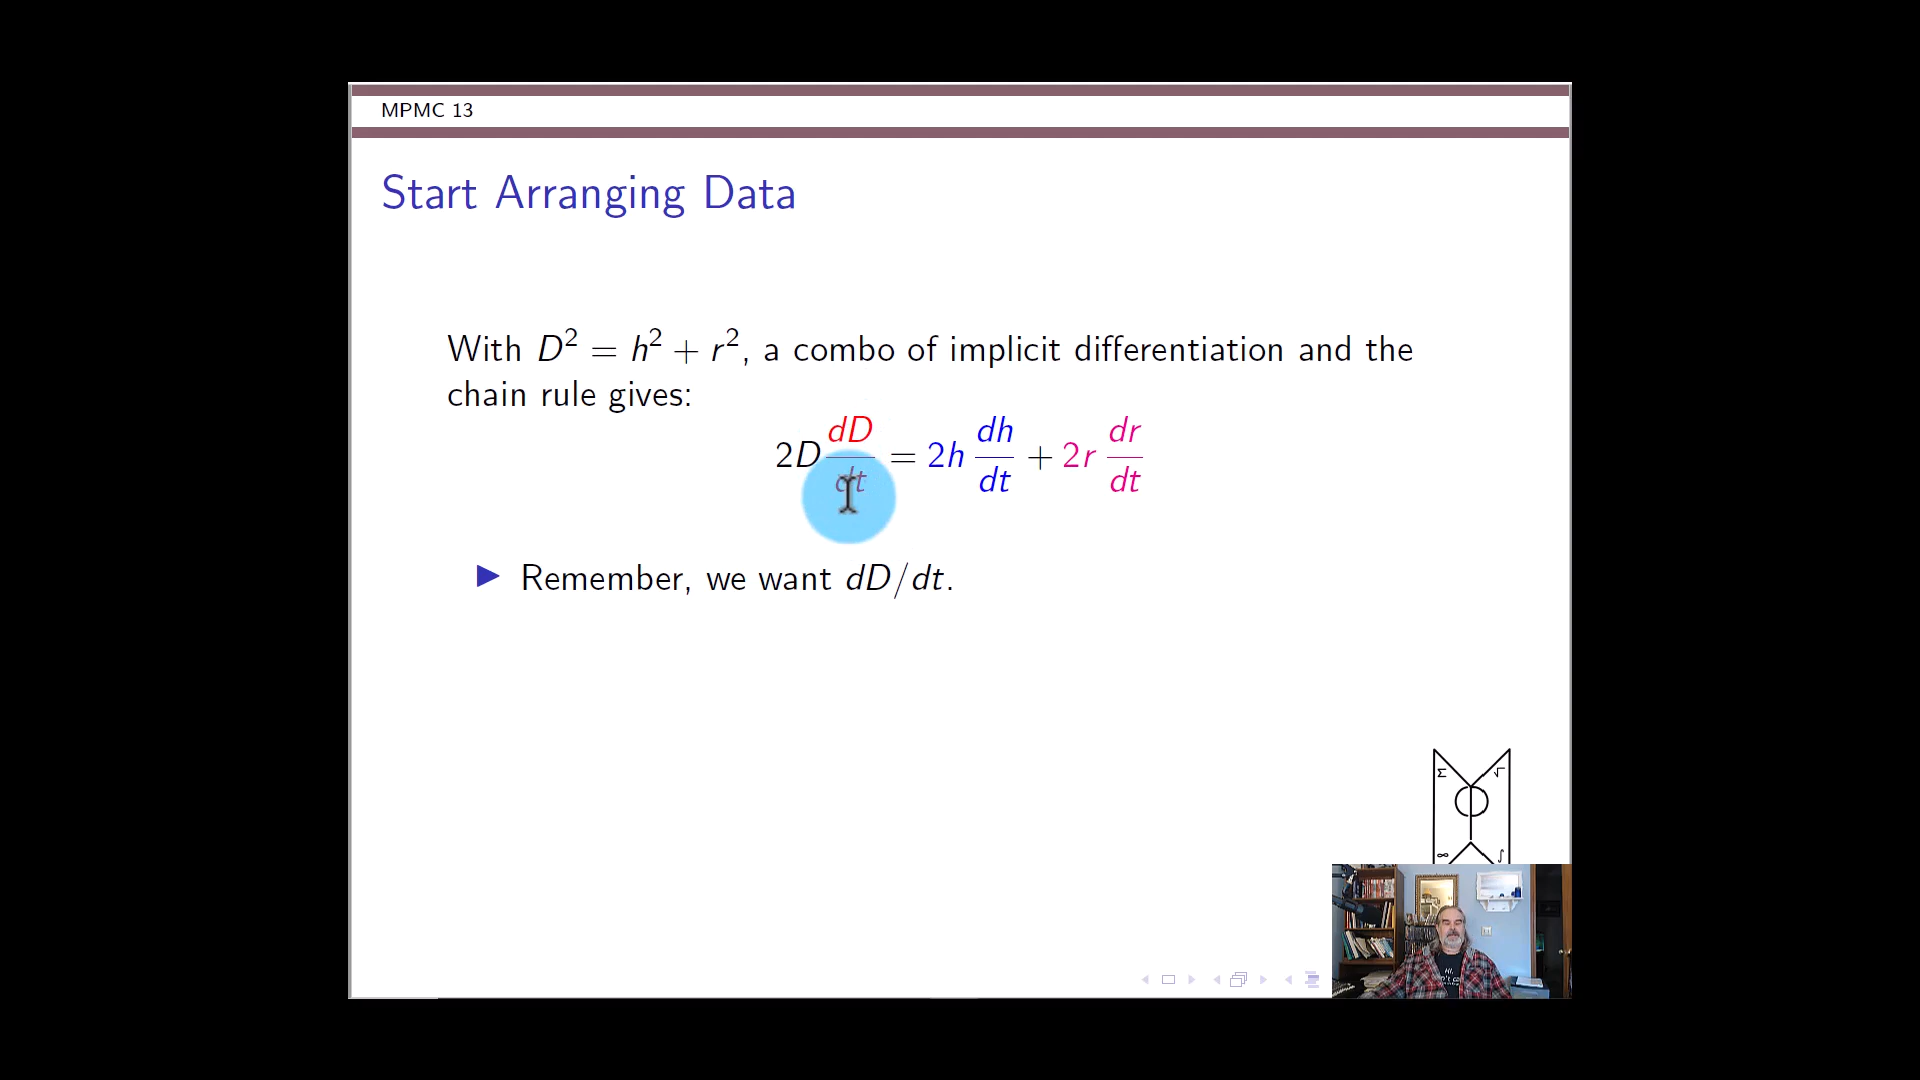 MPMC 13
Start Arranging Data
With D² = h² + r², a combo of implicit differentiation and the
chain rule gives:
2D dD/dt = 2h dh/dt + 2r dr/dt
▶ Remember, we want dD/dt.
Σ √
∞ ∫